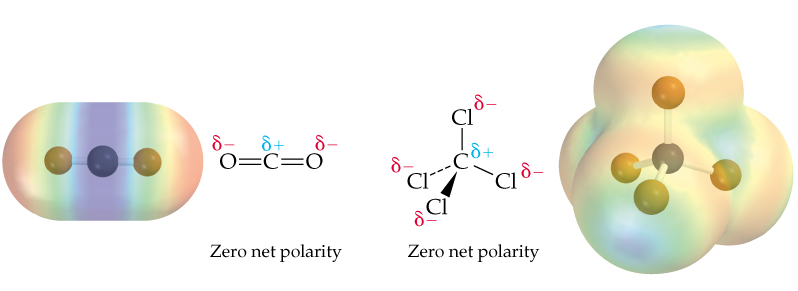 δ− δ+ δ−
O=C=O
Zero net polarity
Cl δ−
C δ+
δ− Cl
Cl δ−
Cl
δ−
Zero net polarity